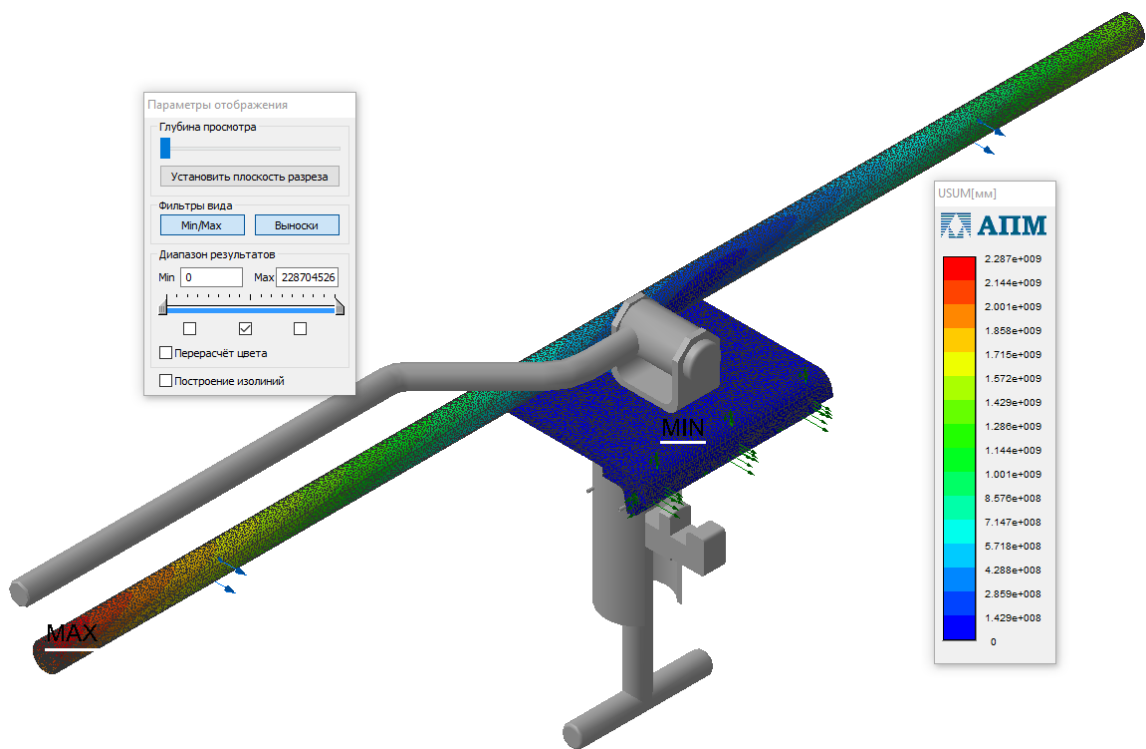 Параметры отображения
Глубина просмотра
Установить плоскость разреза
Фильтры вида
Min/Max Выноски
Диапазон результатов
Min 0 Max 228704526
Перерасчёт цвета
Построение изолиний
MIN
MAX
USUM[мм]
АПМ
2.287e+009
2.144e+009
2.001e+009
1.858e+009
1.715e+009
1.572e+009
1.429e+009
1.286e+009
1.144e+009
1.001e+009
8.576e+008
7.147e+008
5.718e+008
4.288e+008
2.859e+008
1.429e+008
0